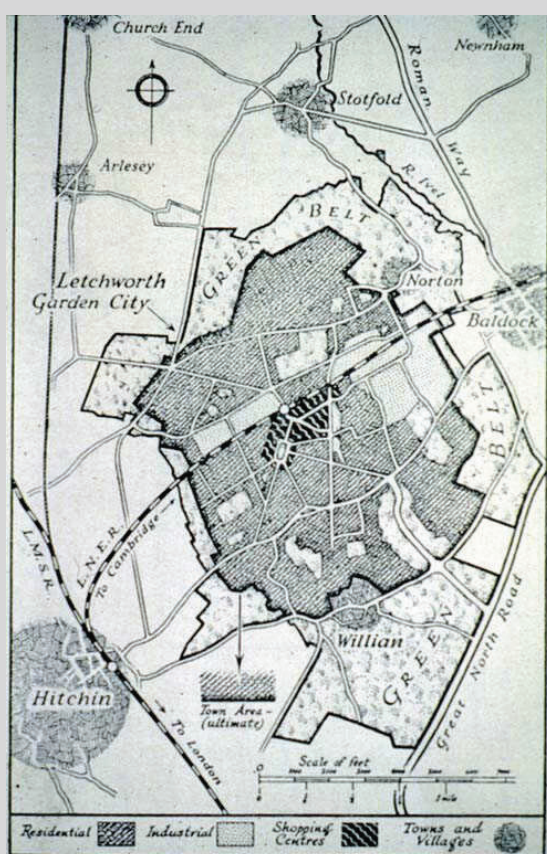 Church End
Newnham
Roman
Way
Stotfold
R. Ivel
Arlesey
GREEN
BELT
Letchworth
Garden City
Norton
Baldock
BELT
L.M.S.R.
L.N.E.R.
To Cambridge
GREEN
Great North Road
Willian
Hitchin
To London
Town Area-
(ultimate)
Scale of feet
1 mile
Residential Industrial Shopping Centres Towns and Villages